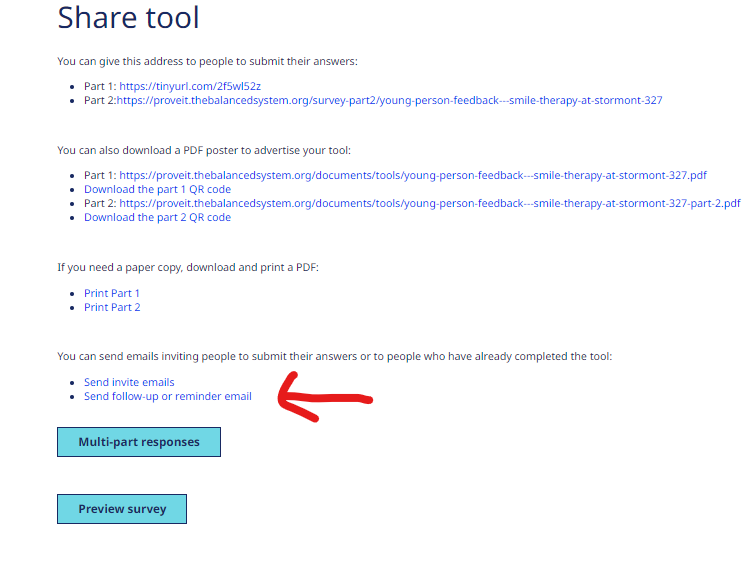 Share tool
You can give this address to people to submit their answers:
Part 1: https://tinyurl.com/2f5wl52z
Part 2:https://proveit.thebalancedsystem.org/survey-part2/young-person-feedback---smile-therapy-at-stormont-327
You can also download a PDF poster to advertise your tool:
Part 1: https://proveit.thebalancedsystem.org/documents/tools/young-person-feedback---smile-therapy-at-stormont-327.pdf
Download the part 1 QR code
Part 2: https://proveit.thebalancedsystem.org/documents/tools/young-person-feedback---smile-therapy-at-stormont-327-part-2.pdf
Download the part 2 QR code
If you need a paper copy, download and print a PDF:
Print Part 1
Print Part 2
You can send emails inviting people to submit their answers or to people who have already completed the tool:
Send invite emails
Send follow-up or reminder email
Multi-part responses
Preview survey